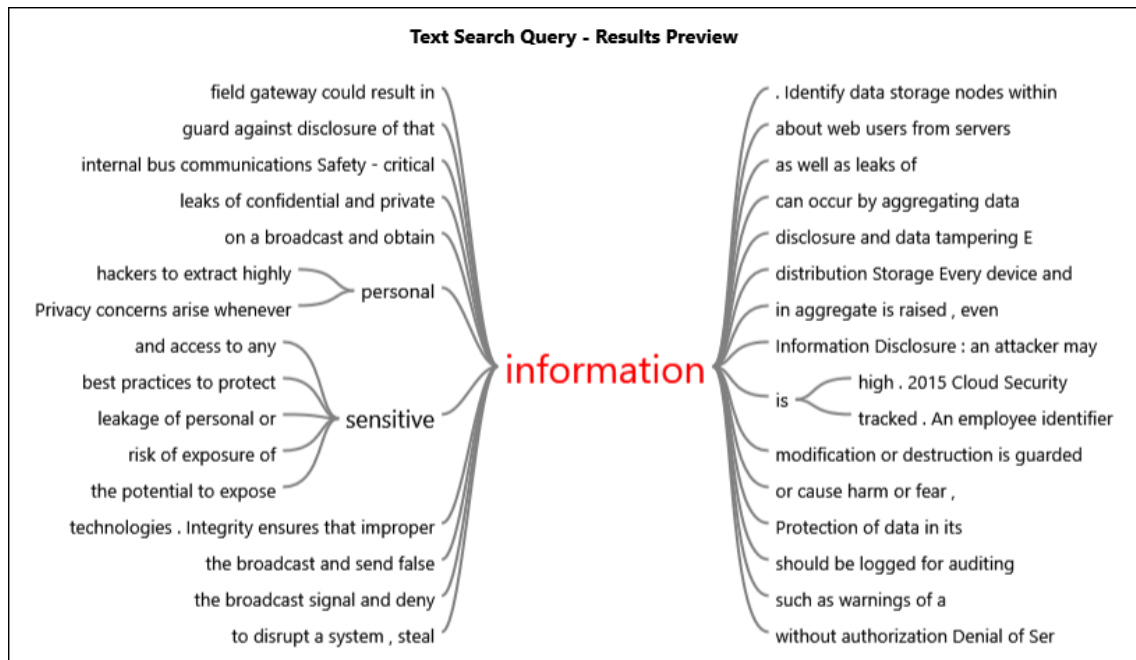 Text Search Query - Results Preview
field gateway could result in
guard against disclosure of that
internal bus communications Safety - critical
leaks of confidential and private
on a broadcast and obtain
hackers to extract highly
Privacy concerns arise whenever
personal
and access to any
best practices to protect
leakage of personal or
risk of exposure of
the potential to expose
sensitive
technologies . Integrity ensures that improper
the broadcast and send false
the broadcast signal and deny
to disrupt a system , steal
information
. Identify data storage nodes within
about web users from servers
as well as leaks of
can occur by aggregating data
disclosure and data tampering E
distribution Storage Every device and
in aggregate is raised , even
Information Disclosure : an attacker may
is
high . 2015 Cloud Security
tracked . An employee identifier
modification or destruction is guarded
or cause harm or fear ,
Protection of data in its
should be logged for auditing
such as warnings of a
without authorization Denial of Ser